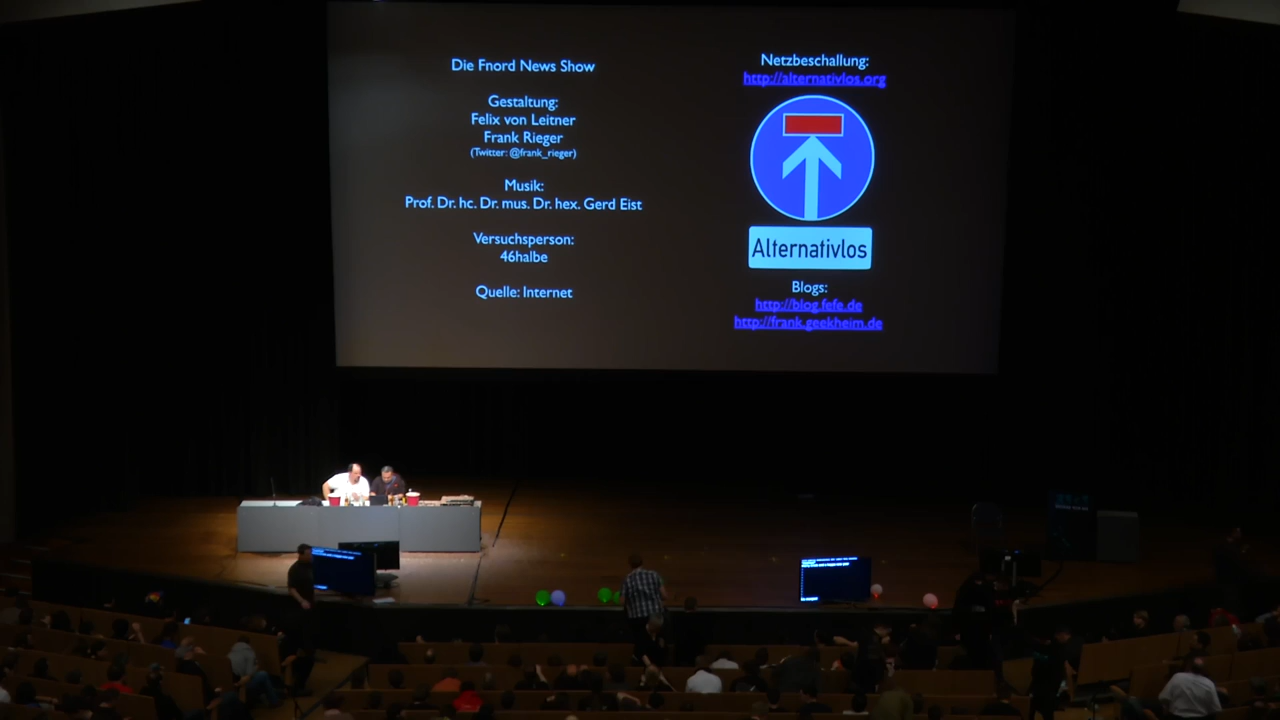 Die Fnord News Show
Gestaltung:
Felix von Leitner
Frank Rieger
(Twitter: @frank_rieger)
Musik:
Prof. Dr. hc. Dr. mus. Dr. hex. Gerd Eist
Versuchsperson:
46halbe
Quelle: Internet
Netzbeschallung:
http://alternativlos.org
Alternativlos
Blogs:
http://blog.fefe.de
http://frank.geekheim.de